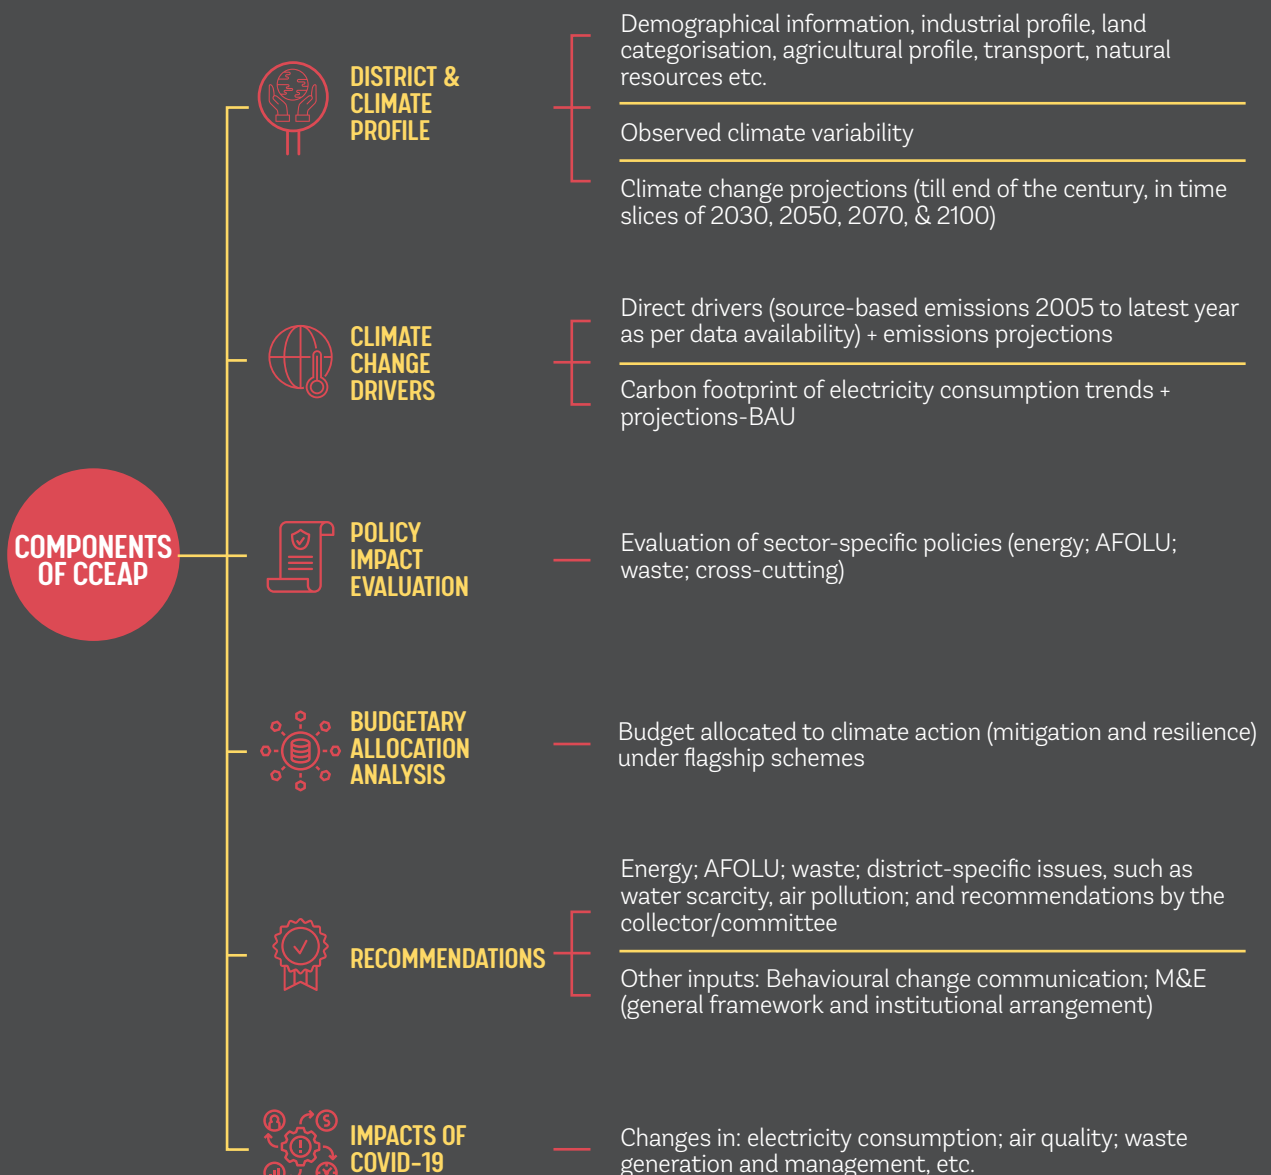 COMPONENTS
OF CCEAP
DISTRICT &
CLIMATE
PROFILE
Demographical information, industrial profile, land
categorisation, agricultural profile, transport, natural
resources etc.
Observed climate variability
Climate change projections (till end of the century, in time
slices of 2030, 2050, 2070, & 2100)
CLIMATE
CHANGE
DRIVERS
Direct drivers (source-based emissions 2005 to latest year
as per data availability) + emissions projections
Carbon footprint of electricity consumption trends +
projections-BAU
POLICY
IMPACT
EVALUATION
Evaluation of sector-specific policies (energy; AFOLU;
waste; cross-cutting)
BUDGETARY
ALLOCATION
ANALYSIS
Budget allocated to climate action (mitigation and resilience)
under flagship schemes
RECOMMENDATIONS
Energy; AFOLU; waste; district-specific issues, such as
water scarcity, air pollution; and recommendations by the
collector/committee
Other inputs: Behavioural change communication; M&E
(general framework and institutional arrangement)
IMPACTS OF
COVID-19
Changes in: electricity consumption; air quality; waste
generation and management, etc.